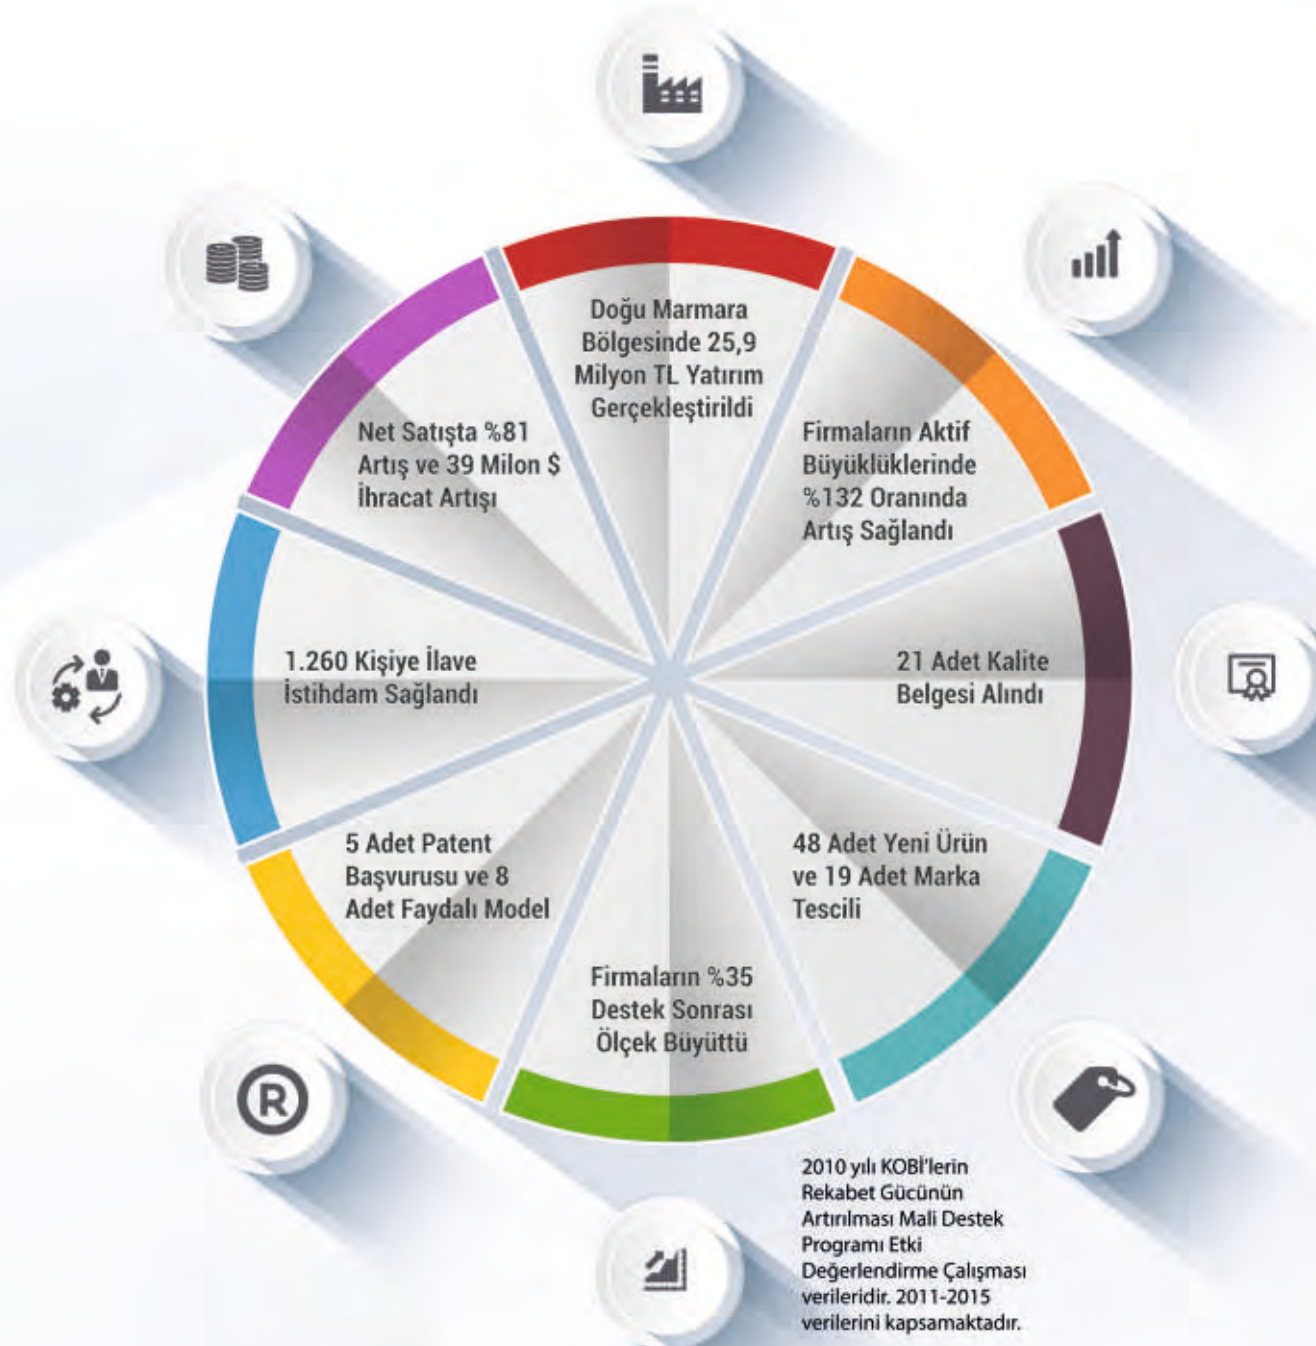 Doğu Marmara
Bölgesinde 25,9
Milyon TL Yatırım
Gerçekleştirildi
Firmaların Aktif
Büyüklüklerinde
%132 Oranında
Artış Sağlandı
21 Adet Kalite
Belgesi Alındı
48 Adet Yeni Ürün
ve 19 Adet Marka
Tescili
Firmaların %35
Destek Sonrası
Ölçek Büyüttü
5 Adet Patent
Başvurusu ve 8
Adet Faydalı Model
1.260 Kişiye İlave
İstihdam Sağlandı
Net Satışta %81
Artış ve 39 Milon $
İhracat Artışı
R
2010 yılı KOBİ'lerin
Rekabet Gücünün
Artırılması Mali Destek
Programı Etki
Değerlendirme Çalışması
verileridir. 2011-2015
verilerini kapsamaktadır.